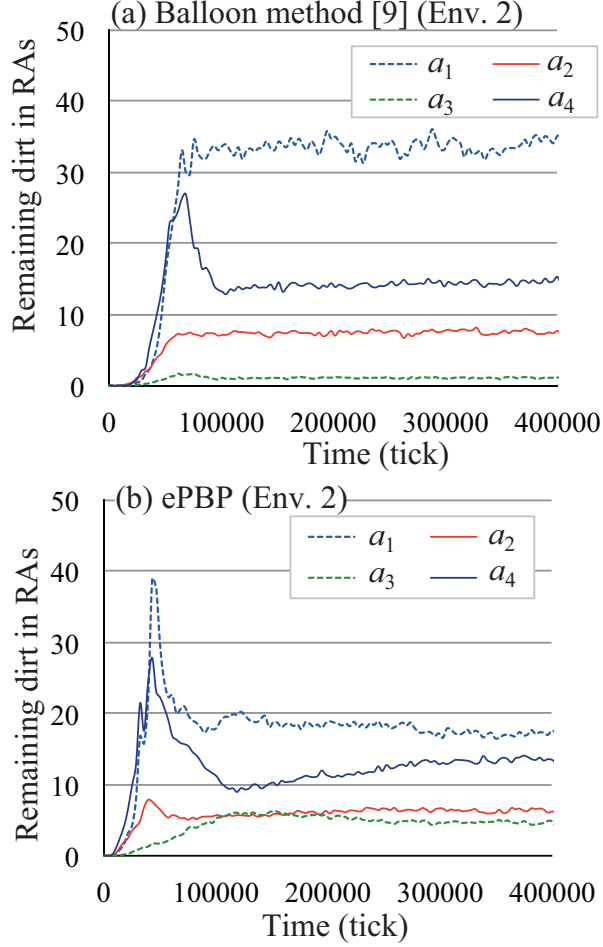 (a) Balloon method [9] (Env. 2)
50
40
30
20
10
0
Remaining dirt in RAs
a1
a2
a3
a4
0 100000 200000 300000 400000
Time (tick)
(b) ePBP (Env. 2)
50
40
30
20
10
0
Remaining dirt in RAs
a1
a2
a3
a4
0 100000 200000 300000 400000
Time (tick)